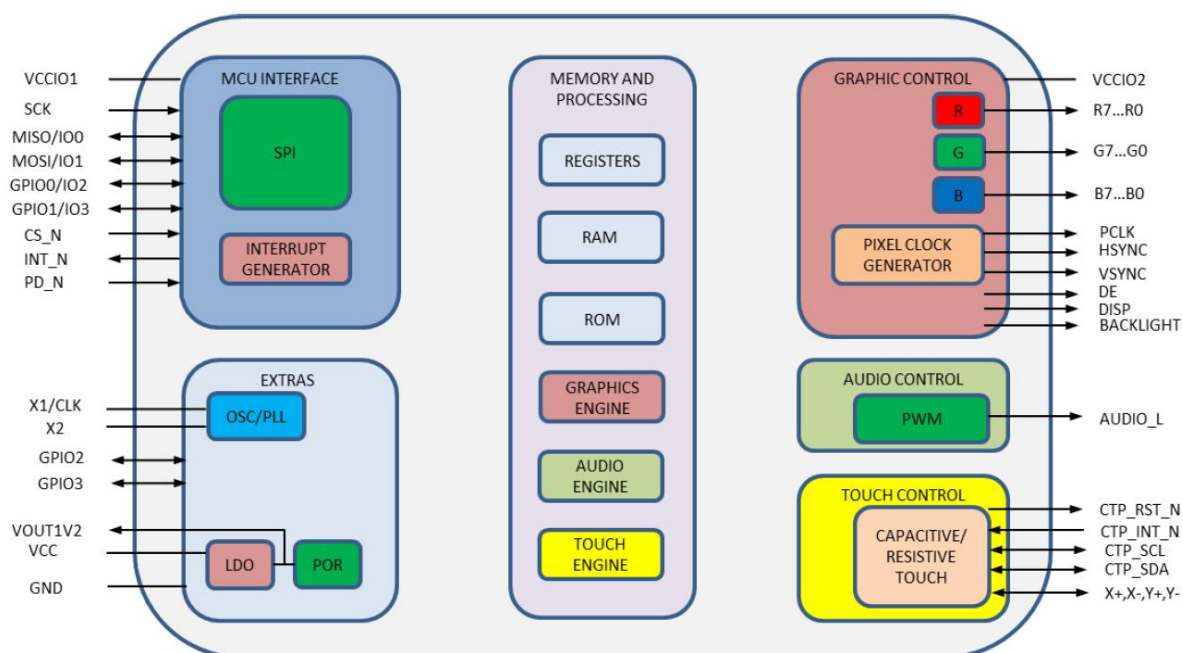 VCCIO1
SCK
MISO/IO0
MOSI/IO1
GPIO0/IO2
GPIO1/IO3
CS_N
INT_N
PD_N
MCU INTERFACE
SPI
INTERRUPT
GENERATOR
X1/CLK
X2
GPIO2
GPIO3
VOUT1V2
VCC
GND
EXTRAS
OSC/PLL
LDO
POR
MEMORY AND
PROCESSING
REGISTERS
RAM
ROM
GRAPHICS
ENGINE
AUDIO
ENGINE
TOUCH
ENGINE
GRAPHIC CONTROL
R
G
B
PIXEL CLOCK
GENERATOR
VCCIO2
R7...R0
G7...G0
B7...B0
PCLK
HSYNC
VSYNC
DE
DISP
BACKLIGHT
AUDIO CONTROL
PWM
AUDIO_L
TOUCH CONTROL
CAPACITIVE/
RESISTIVE
TOUCH
CTP_RST_N
CTP_INT_N
CTP_SCL
CTP_SDA
X+,X-,Y+,Y-